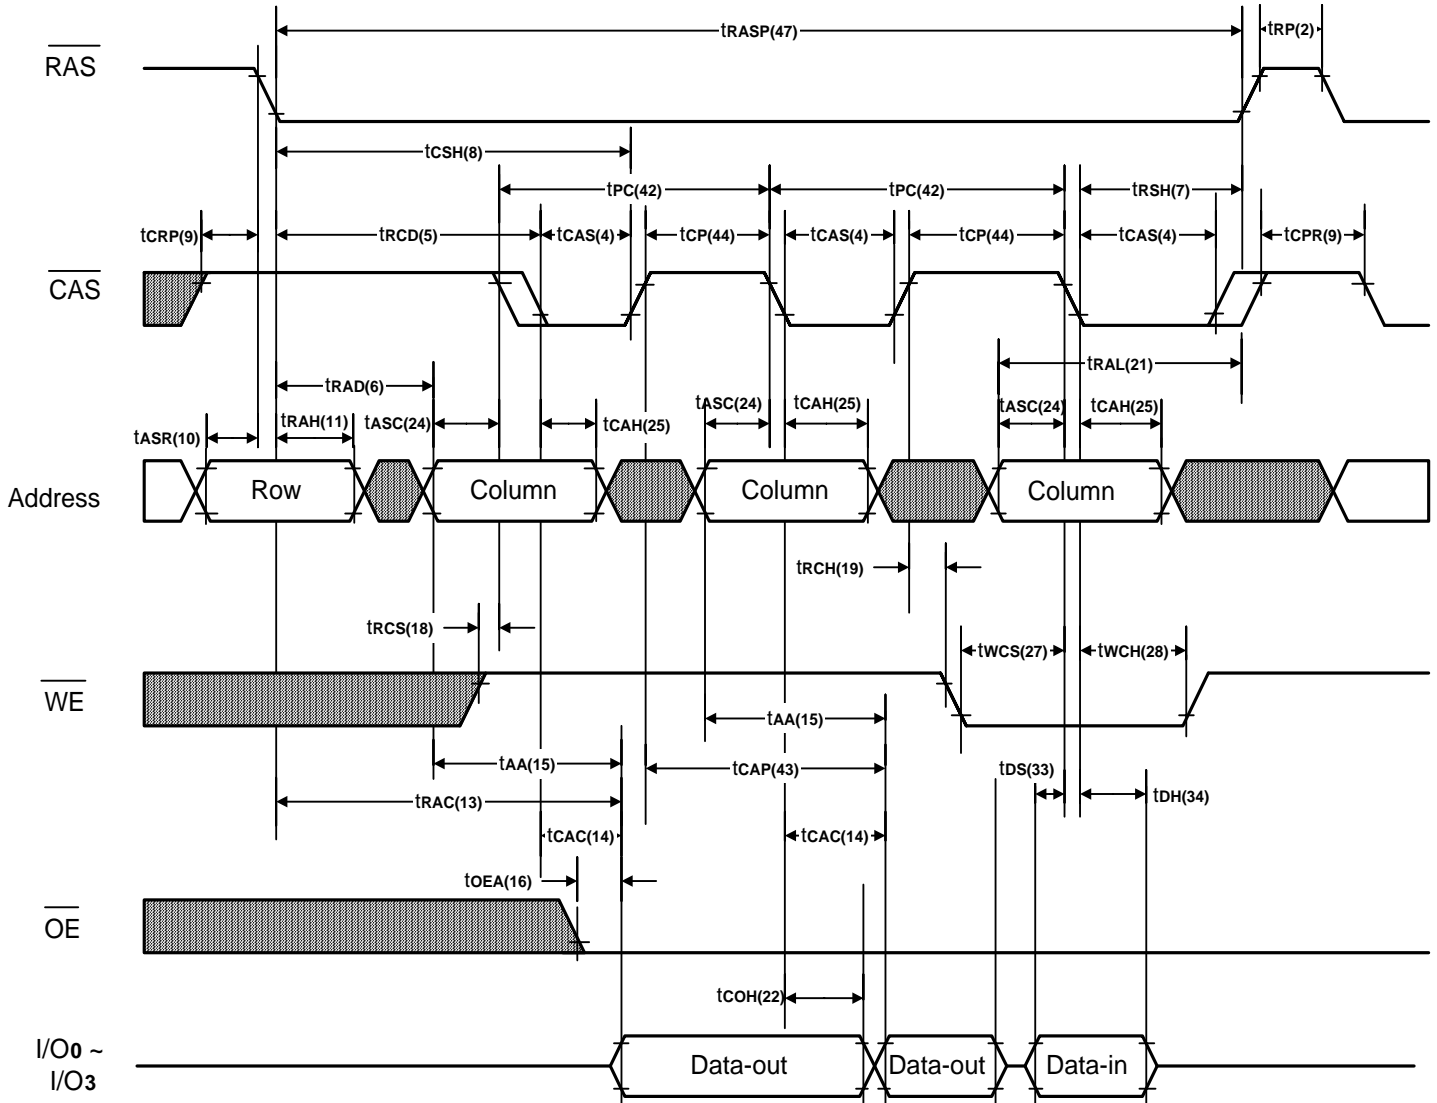 tRASP(47)
tRP(2)
RAS
tCSH(8)
tPC(42)
tPC(42)
tRSH(7)
tCRP(9)
tRCD(5)
tCAS(4)
tCP(44)
tCAS(4)
tCP(44)
tCAS(4)
tCPR(9)
CAS
tRAL(21)
tRAD(6)
tASR(10)
tRAH(11)
tASC(24)
tCAH(25)
tASC(24)
tCAH(25)
tASC(24)
tCAH(25)
Address
Row
Column
Column
Column
tRCH(19)
tRCS(18)
tWCS(27)
tWCH(28)
WE
tAA(15)
tAA(15)
tCAP(43)
tDS(33)
tRAC(13)
tDH(34)
tCAC(14)
tCAC(14)
tOEA(16)
OE
tCOH(22)
I/O0 ~
I/O3
Data-out
Data-out
Data-in